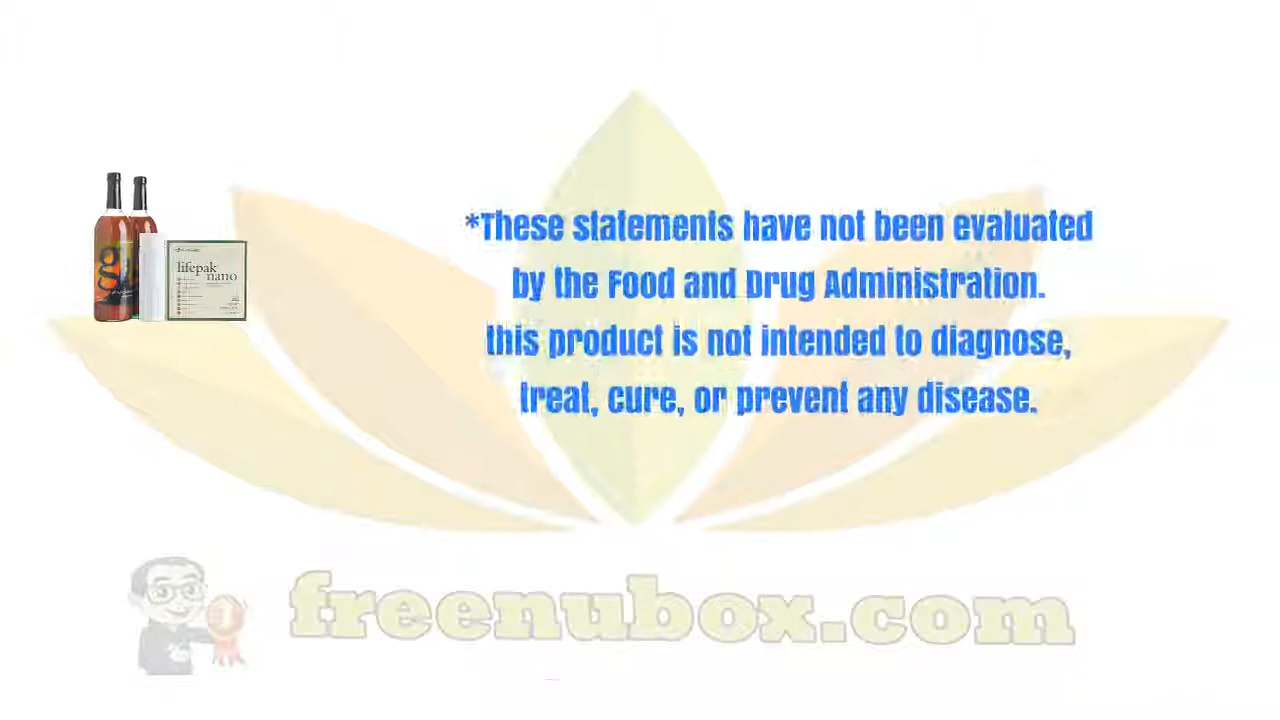 *These statements have not been evaluated
by the Food and Drug Administration.
this product is not intended to diagnose,
treat, cure, or prevent any disease.
g
lifepak
nano
freenubox.com
1